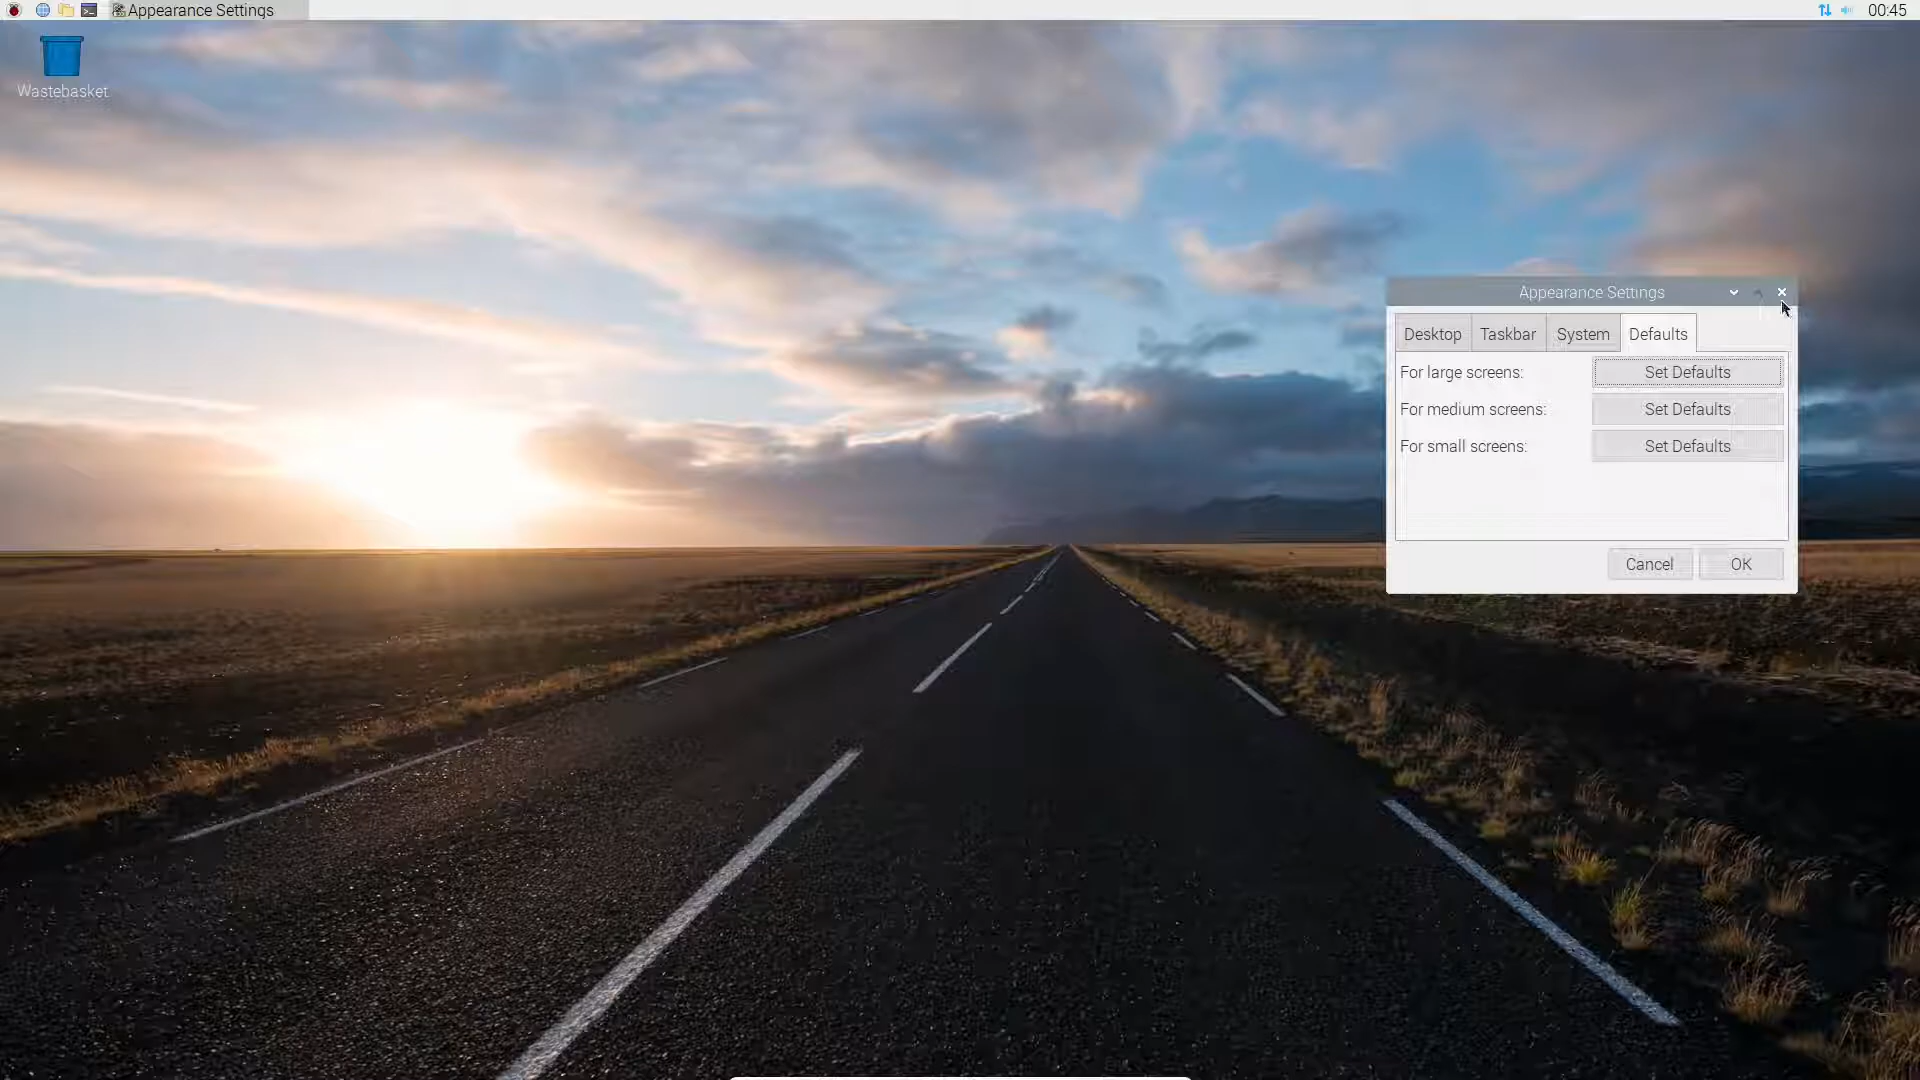 Appearance Settings
00:45
Wastebasket
Appearance Settings
Desktop
Taskbar
System
Defaults
For large screens:
Set Defaults
For medium screens:
Set Defaults
For small screens:
Set Defaults
Cancel
OK